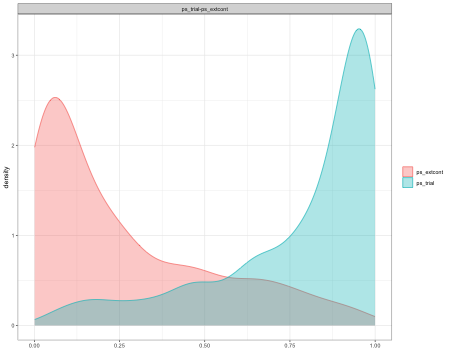 ps_trial-ps_extcont
3
2
1
0
density
0.00 0.25 0.50 0.75 1.00
ps_extcont
ps_trial